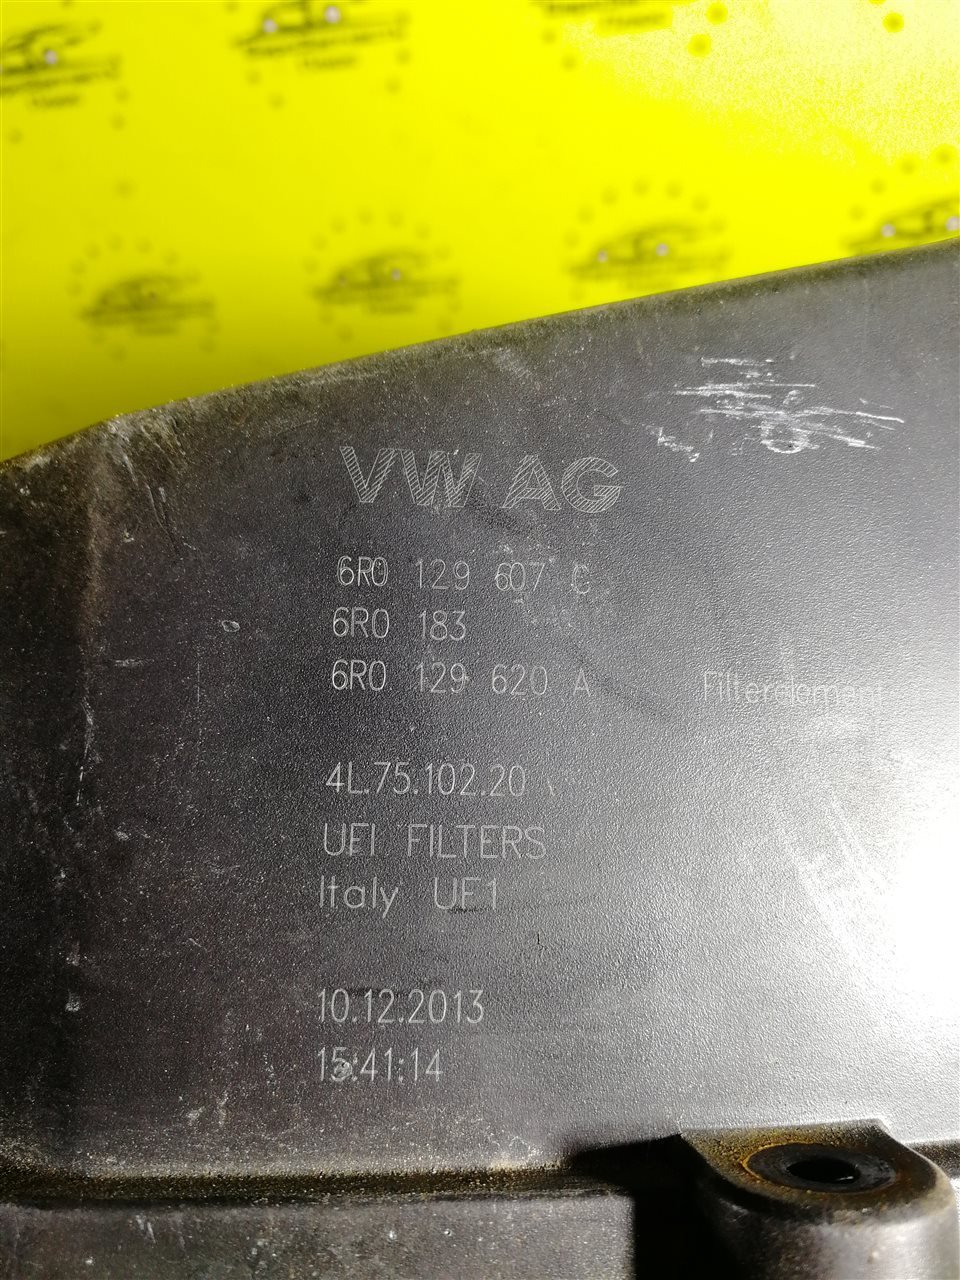 VW AG
6R0 129 607 C
6R0 183
6R0 129 620 A
Filterelement
4L.75.102.20
UFI FILTERS
Italy UF1
10.12.2013
15:41:14